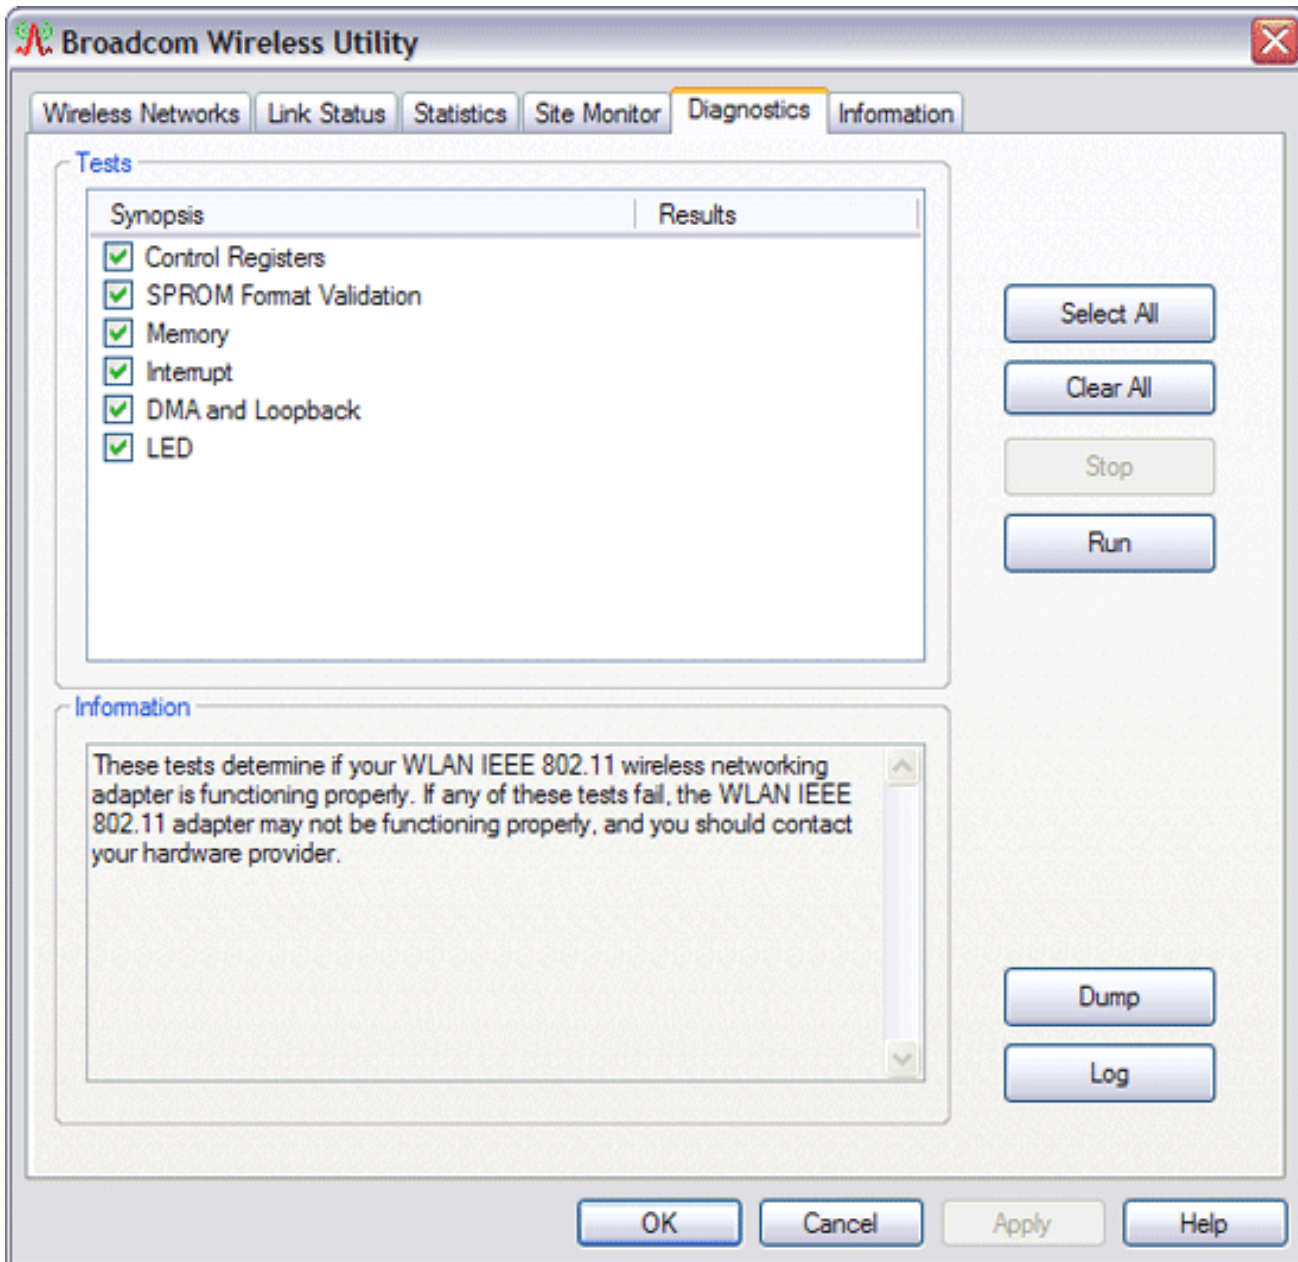 Broadcom Wireless Utility
Wireless Networks
Link Status
Statistics
Site Monitor
Diagnostics
Information
Tests
Synopsis
Results
Control Registers
SPROM Format Validation
Memory
Interrupt
DMA and Loopback
LED
Select All
Clear All
Stop
Run
Information
These tests determine if your WLAN IEEE 802.11 wireless networking
adapter is functioning properly. If any of these tests fail, the WLAN IEEE
802.11 adapter may not be functioning properly, and you should contact
your hardware provider.
Dump
Log
OK
Cancel
Apply
Help